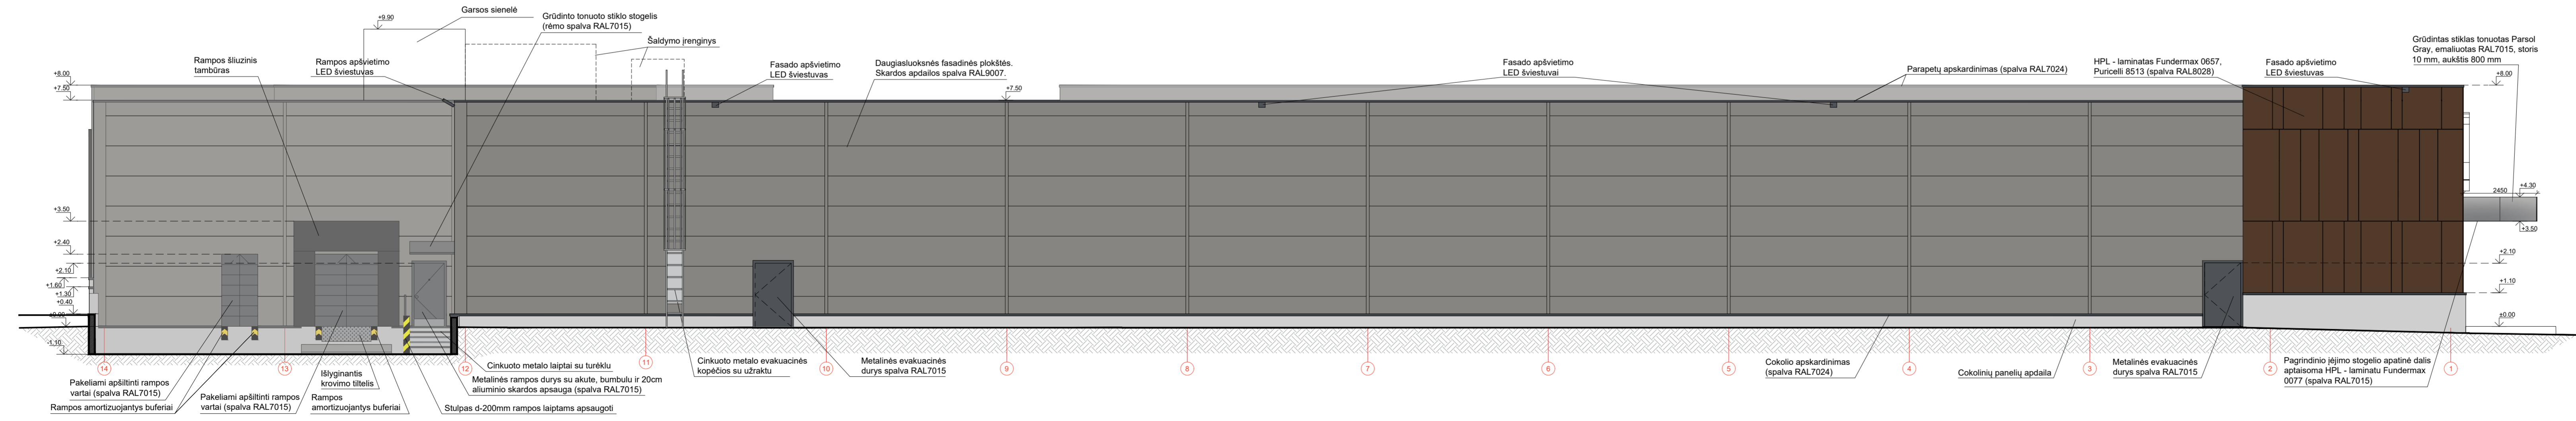 Garsos sienelė
+9.90
Grūdinto tonuoto stiklo stogelis
(rėmo spalva RAL7015)
Šaldymo įrenginys
Rampos šliuzinis
tambūras
Rampos apšvietimo
LED šviestuvas
Fasado apšvietimo
LED šviestuvas
Daugiasluoksnės fasadinės plokštės.
Skardos apdailos spalva RAL9007.
+7.50
Fasado apšvietimo
LED šviestuvai
Parapetų apskardinimas (spalva RAL7024)
HPL - laminatas Fundermax 0657,
Puricelli 8513 (spalva RAL8028)
Fasado apšvietimo
LED šviestuvas
Grūdintas stiklas tonuotas Parsol
Gray, emaliuotas RAL7015, storis
10 mm, aukštis 800 mm
+8.00
+8.00
+7.50
+3.50
+2.40
+2.10
+1.60
+1.30
+0.40
+0.00
-1.10
2450
+4.30
+3.50
+2.10
+1.10
±0.00
14
13
12
11
10
9
8
7
6
5
4
3
2
1
Pakeliami apšiltinti rampos
vartai (spalva RAL7015)
Rampos amortizuojantys buferiai
Pakeliami apšiltinti rampos
vartai (spalva RAL7015)
Išlyginantis
krovimo tiltelis
Rampos
amortizuojantys buferiai
Cinkuoto metalo laiptai su turėklu
Metalinės rampos durys su akute, bumbulu ir 20cm
aliuminio skardos apsauga (spalva RAL7015)
Stulpas d-200mm rampos laiptams apsaugoti
Cinkuoto metalo evakuacinės
kopėčios su užraktu
Metalinės evakuacinės
durys spalva RAL7015
Cokolio apskardinimas
(spalva RAL7024)
Cokolinių panelių apdaila
Metalinės evakuacinės
durys spalva RAL7015
Pagrindinio įėjimo stogelio apatinė dalis
aptaisoma HPL - laminatu Fundermax
0077 (spalva RAL7015)